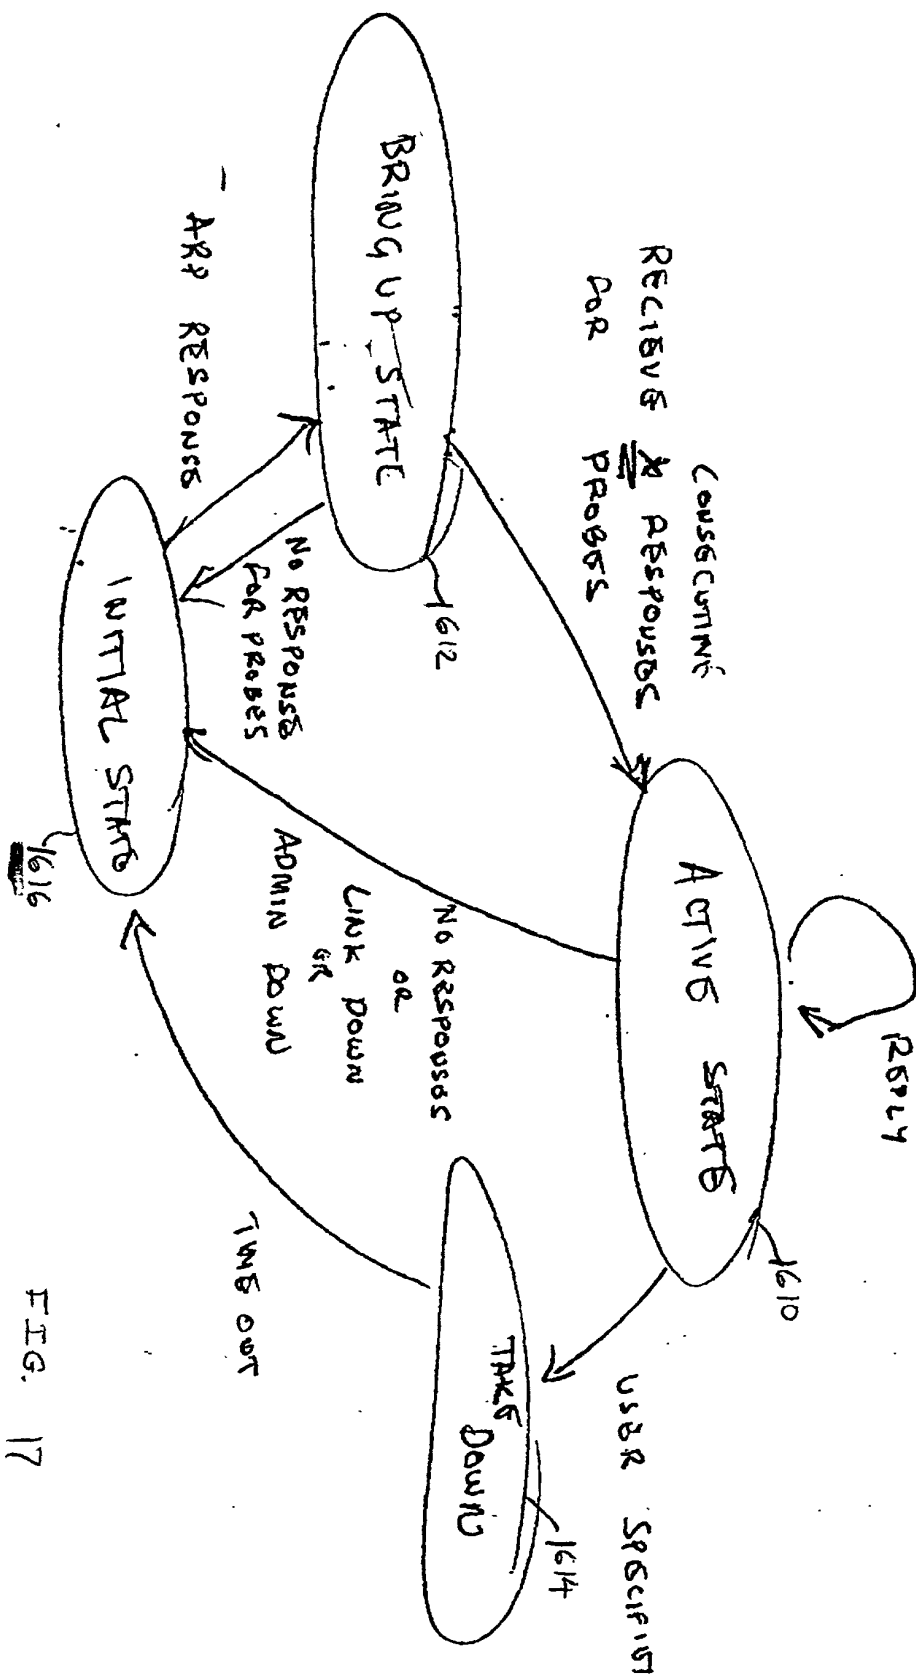 REPLY
1610
ACTIVE STATE
CONSECUTIVE
RECIEVE X RESPONSES
FOR PROBES
USER
1612
BRING UP STATE
NO RESPONSES
OR
LINK DOWN
OR
ADMIN DOWN
1614
TAKE
DOWN
NO RESPONSE
FOR PROBES
- ARP RESPONSE
TIME OUT
INITIAL STATE
1616
FIG. 17